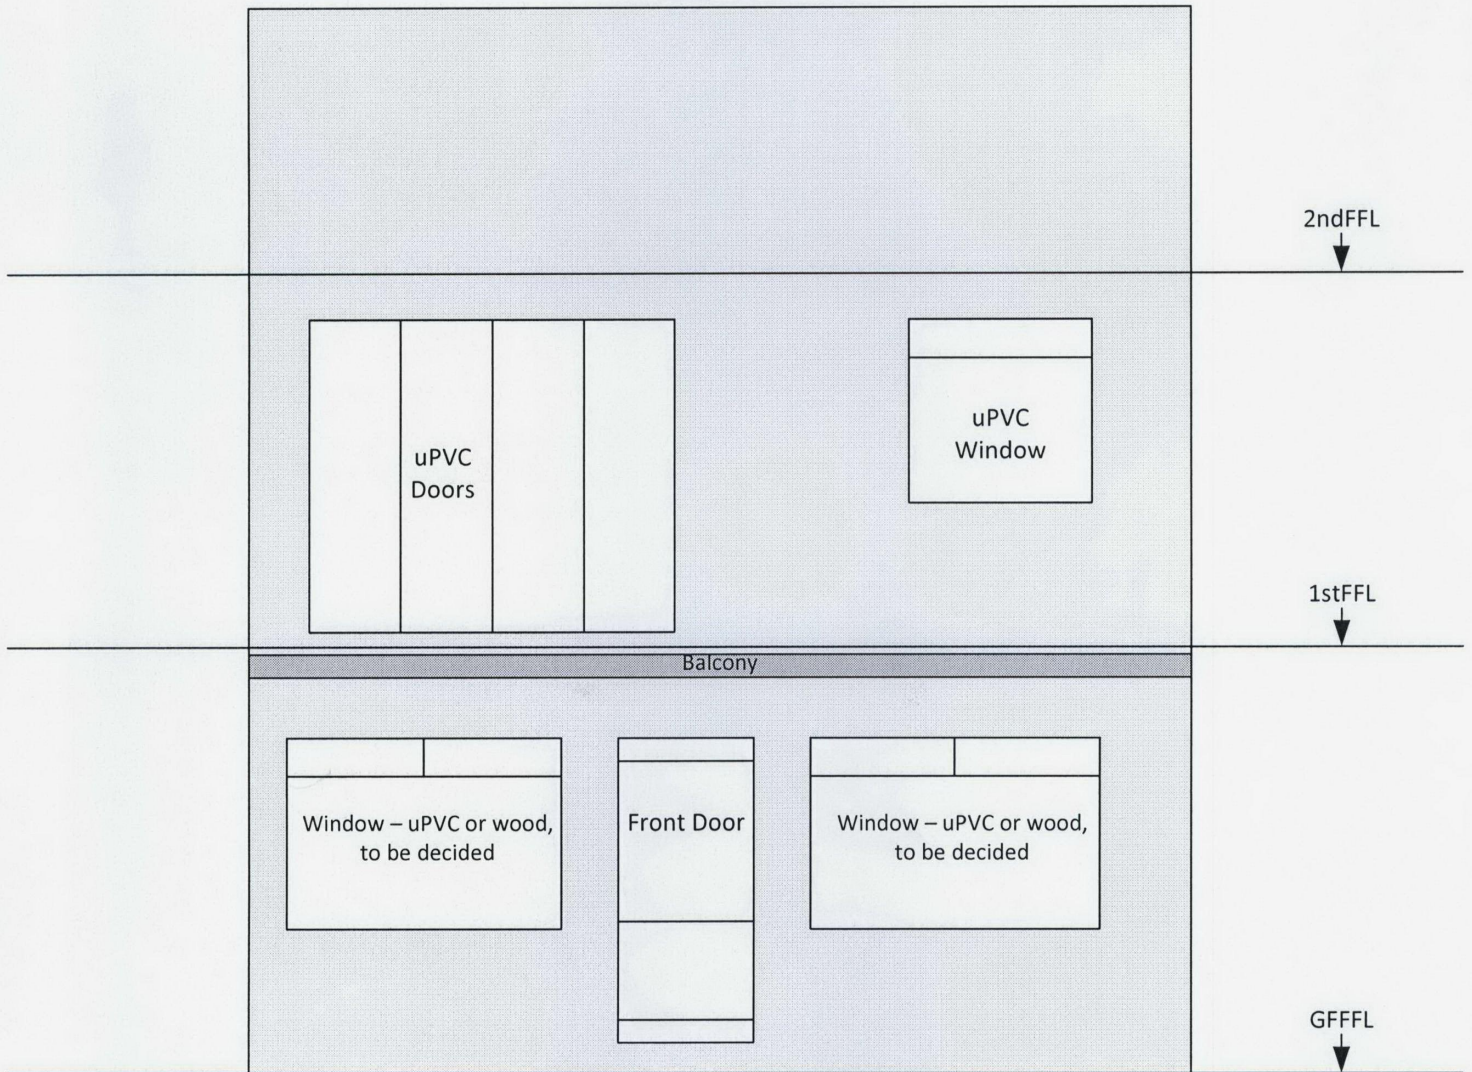 2ndFFL
uPVC
Doors
uPVC
Window
1stFFL
Balcony
Window – uPVC or wood,
to be decided
Front Door
Window – uPVC or wood,
to be decided
GFFFL